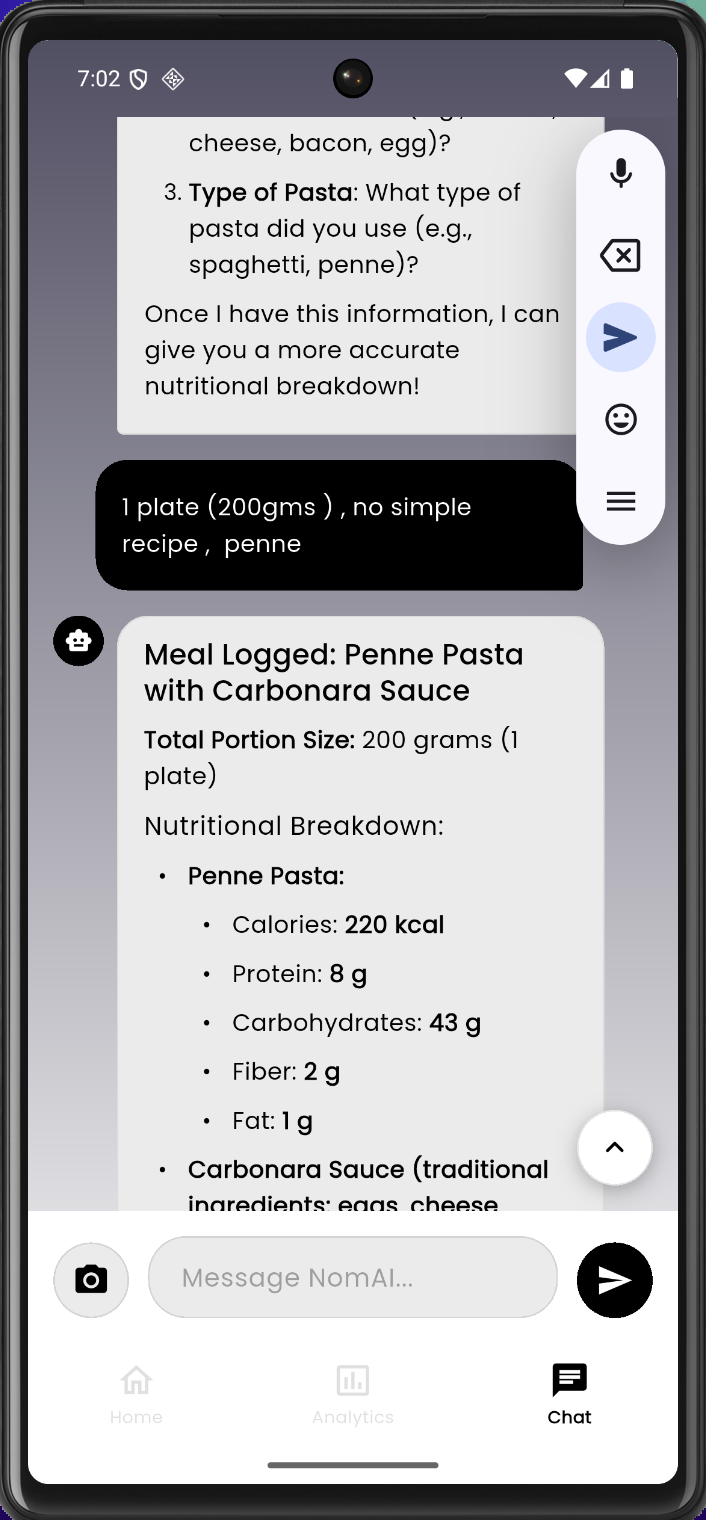 7:02
cheese, bacon, egg)?
3. Type of Pasta: What type of
pasta did you use (e.g.,
spaghetti, penne)?
Once I have this information, I can
give you a more accurate
nutritional breakdown!
1 plate (200gms ) , no simple
recipe ,  penne
Meal Logged: Penne Pasta
with Carbonara Sauce
Total Portion Size: 200 grams (1
plate)
Nutritional Breakdown:
• Penne Pasta:
• Calories: 220 kcal
• Protein: 8 g
• Carbohydrates: 43 g
• Fiber: 2 g
• Fat: 1 g
• Carbonara Sauce (traditional
ingredients: eggs, cheese
Message NomAI...
Home
Analytics
Chat